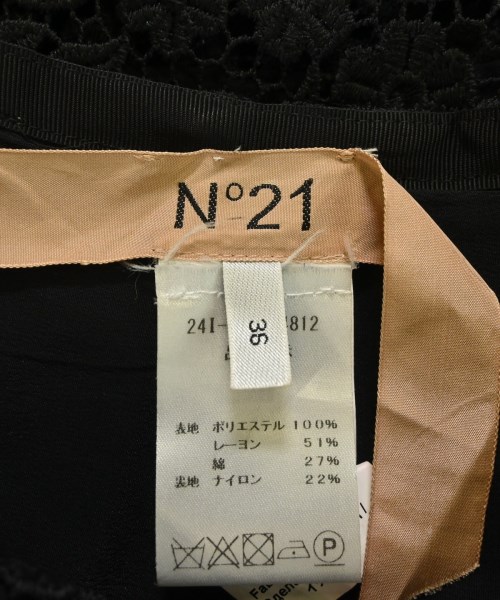 N°21
36
24I- 812
表地 ポリエステル 100%
レーヨン 51%
綿 27%
表地 ナイロン 22%
P